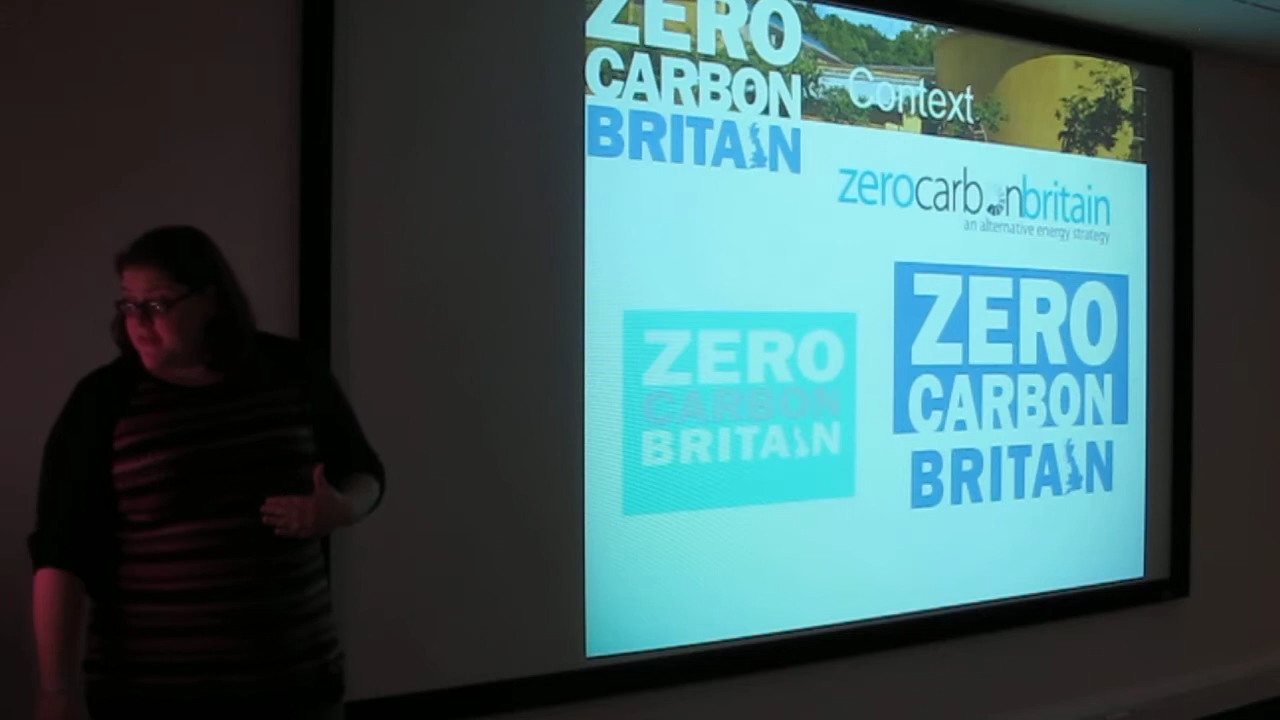 ZERO
CARBON
BRITAIN
Context
zerocarbonbritain
an alternative energy strategy
ZERO
CARBON
BRITAIN
ZERO
CARBON
BRITAIN